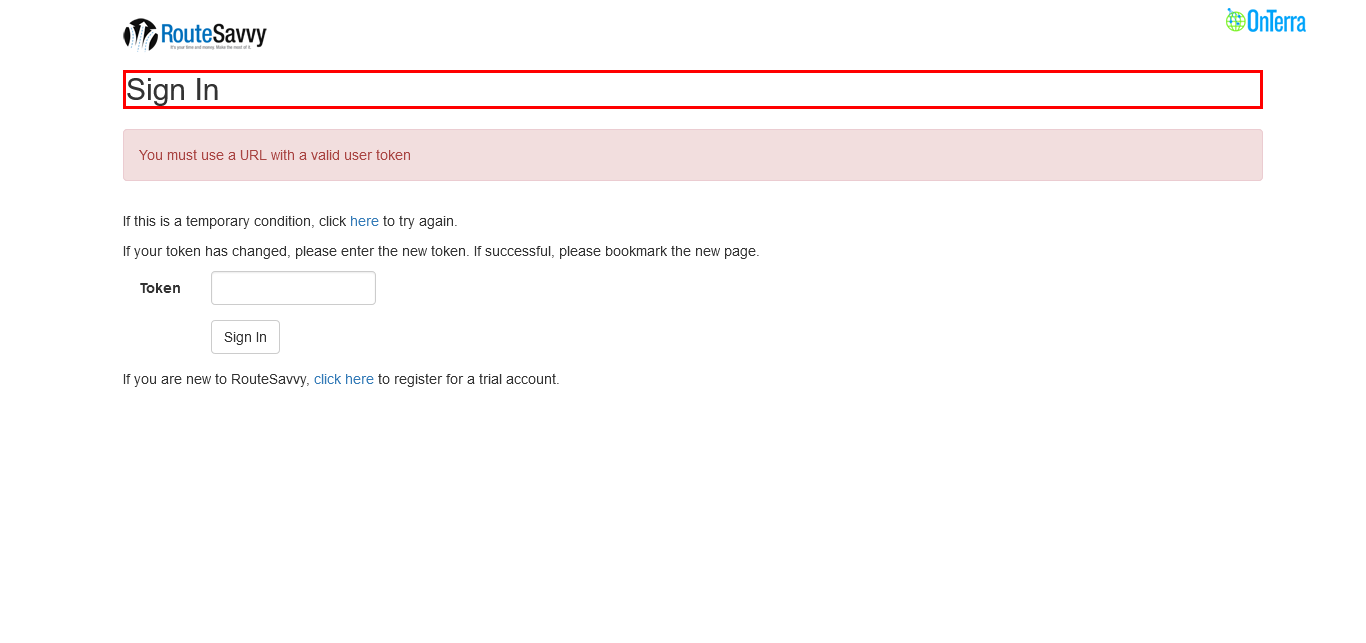 RouteSavvy
It's your time and money. Make the most of it.
OnTerra
Sign In
You must use a URL with a valid user token
If this is a temporary condition, click here to try again.
If your token has changed, please enter the new token. If successful, please bookmark the new page.
Token
Sign In
If you are new to RouteSavvy, click here to register for a trial account.